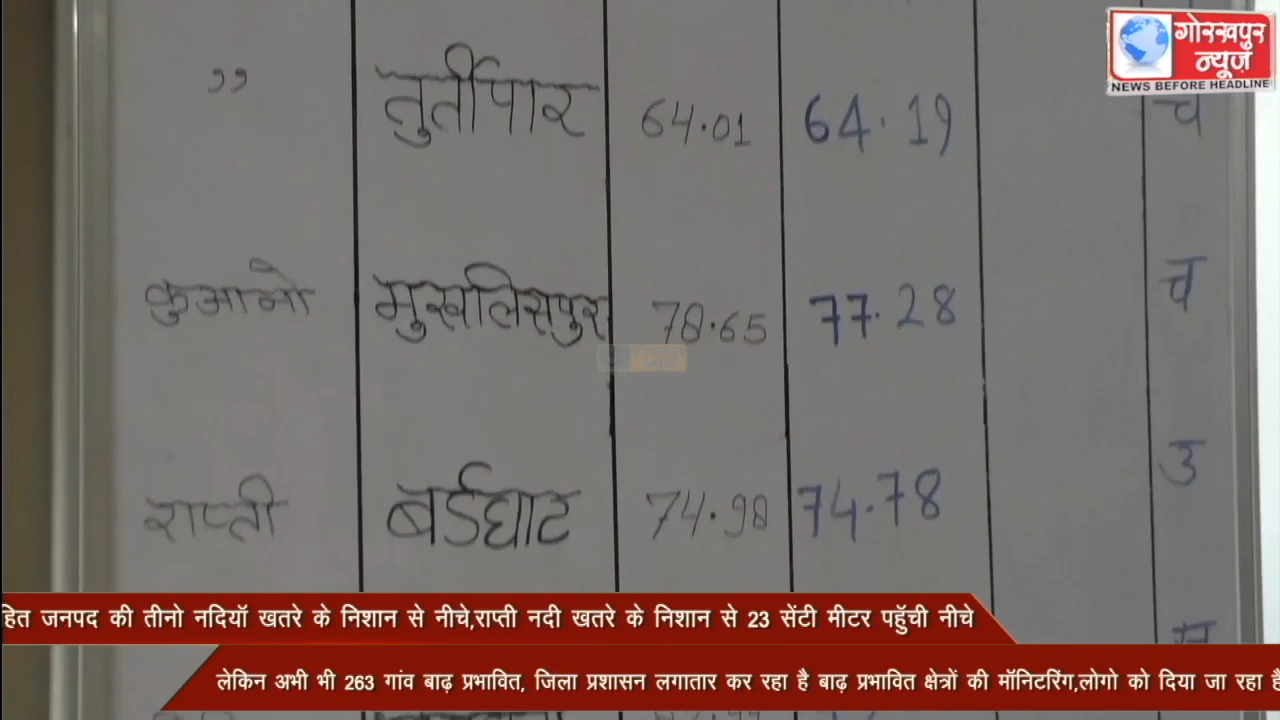 गोरखपुर
न्यूज़
NEWS BEFORE HEADLINE
" तुर्तीपार 64.01 64.19 च
कुआनो मुखलिसपुर 78.65 77.28 च
राप्ती बर्डघाट 74.98 74.78 उ
हित जनपद की तीनो नदियॉ खतरे के निशान से नीचे,राप्ती नदी खतरे के निशान से 23 सेंटी मीटर पहुॅची नीचे
लेकिन अभी भी 263 गांव बाढ़ प्रभावित, जिला प्रशासन लगातार कर रहा है बाढ़ प्रभावित क्षेत्रों की मॉनिटरिंग,लोगो को दिया जा रहा है